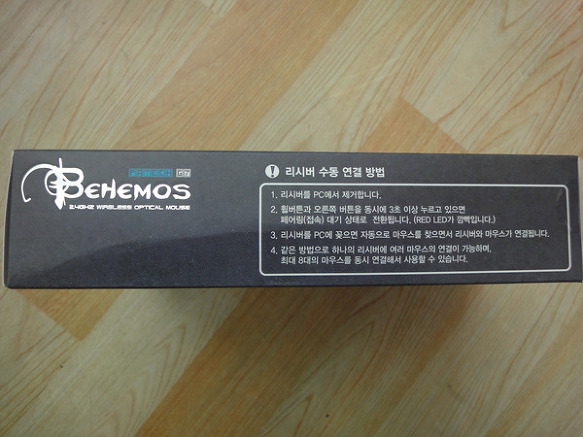 BEHEMOS
2.4GHZ WIRELESS OPTICAL MOUSE
! 리시버 수동 연결 방법
1. 리시버를 PC에서 제거합니다.
2. 휠버튼과 오른쪽 버튼을 동시에 3초 이상 누르고 있으면
페어링(접속) 대기 상태로 전환됩니다. (RED LED가 깜빡입니다.)
3. 리시버를 PC에 꽂으면 자동으로 마우스를 찾으면서 리시버와 마우스가 연결됩니다.
4. 같은 방법으로 하나의 리시버에 여러 마우스의 연결이 가능하며,
최대 8대의 마우스를 동시 연결해서 사용할 수 있습니다.